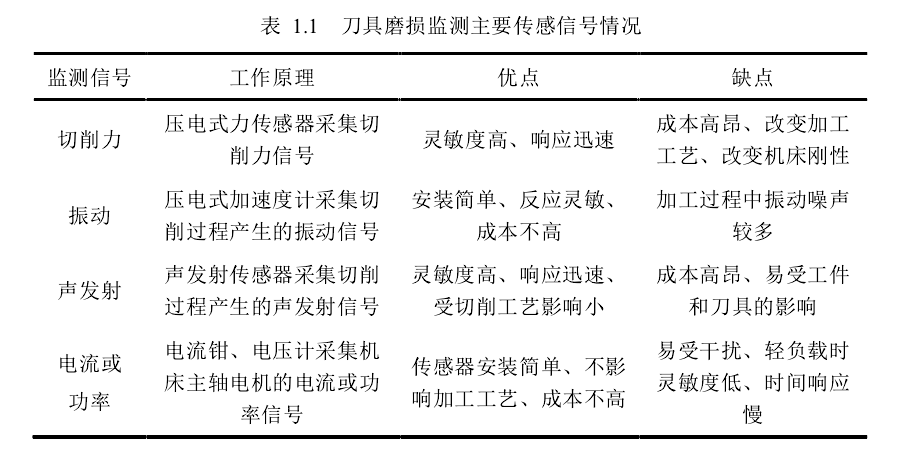 表 1.1 刀具磨损监测主要传感信号情况
监测信号 工作原理 优点 缺点
切削力
压电式力传感器采集切
削力信号
灵敏度高、响应迅速
成本高昂、改变加工
工艺、改变机床刚性
振动
压电式加速度计采集切
削过程产生的振动信号
安装简单、反应灵敏、
成本不高
加工过程中振动噪声
较多
声发射
声发射传感器采集切削
过程产生的声发射信号
灵敏度高、响应迅速、
受切削工艺影响小
成本高昂、易受工件
和刀具的影响
电流或
功率
电流钳、电压计采集机
床主轴电机的电流或功
率信号
传感器安装简单、不影
响加工工艺、成本不高
易受干扰、轻负载时
灵敏度低、时间响应
慢